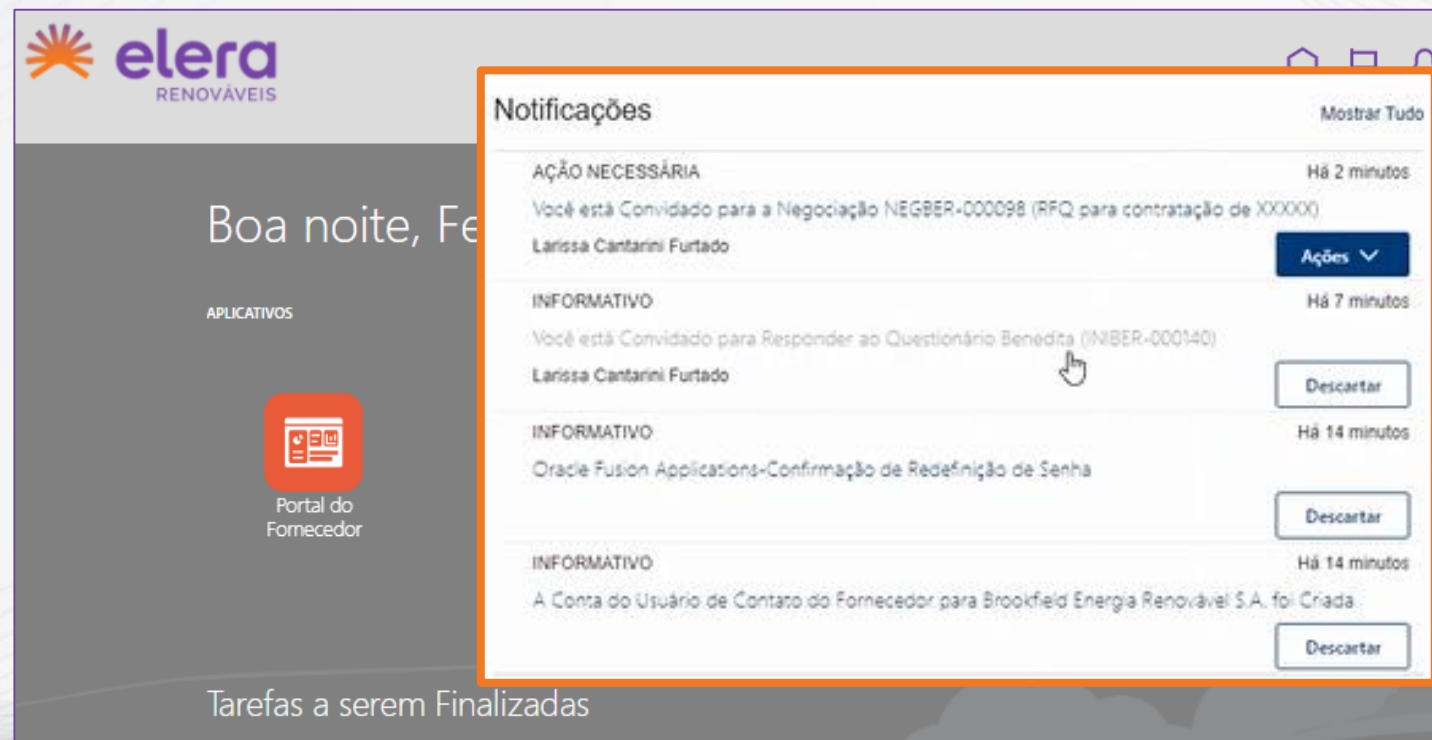 elera
RENOVÁVEIS
Boa noite, Fe
APLICATIVOS
Portal do
Fornecedor
Tarefas a serem Finalizadas
Notificações
Mostrar Tudo
AÇÃO NECESSÁRIA
Há 2 minutos
Você está Convidado para a Negociação NEGBER-000098 (RFQ para contratação de XXXXX)
Larissa Cantarini Furtado
Ações
INFORMATIVO
Há 7 minutos
Você está Convidado para Responder ao Questionário Benedita (INIBER-000140)
Larissa Cantarini Furtado
Descartar
INFORMATIVO
Há 14 minutos
Oracle Fusion Applications-Confirmação de Redefinição de Senha
Descartar
INFORMATIVO
Há 14 minutos
A Conta do Usuário de Contato do Fornecedor para Brookfield Energia Renovável S.A. foi Criada
Descartar